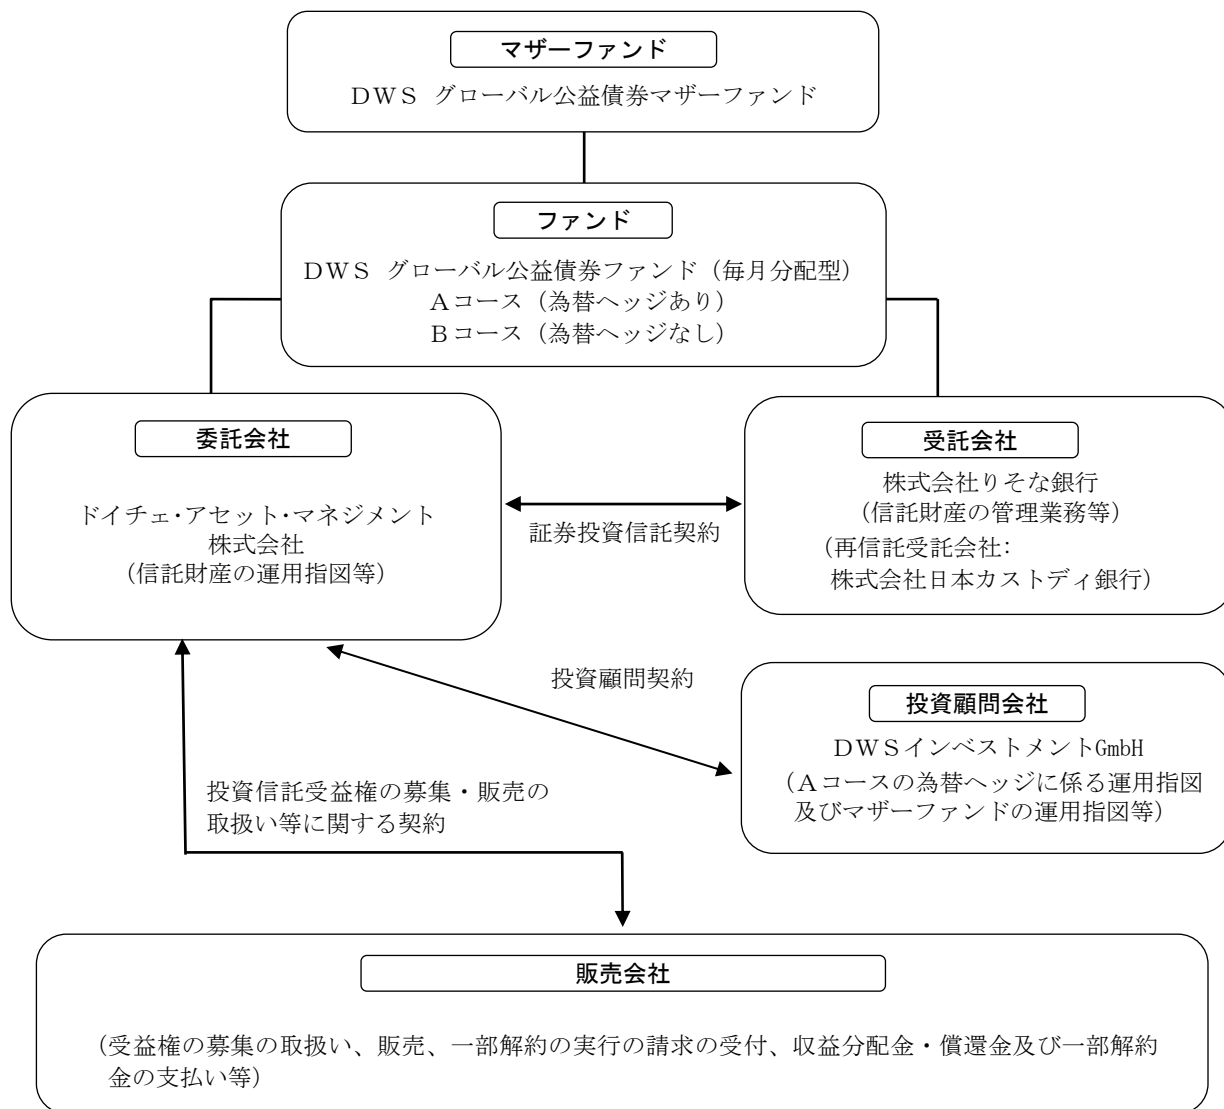 マザーファンド
DWS グローバル公益債券マザーファンド
ファンド
DWS グローバル公益債券ファンド（毎月分配型）
Aコース（為替ヘッジあり）
Bコース（為替ヘッジなし）
委託会社
ドイチェ・アセット・マネジメント
株式会社
（信託財産の運用指図等）
証券投資信託契約
受託会社
株式会社りそな銀行
（信託財産の管理業務等）
（再信託受託会社：
株式会社日本カストディ銀行）
投資顧問契約
投資顧問会社
DWSインベストメントGmbH
（Aコースの為替ヘッジに係る運用指図
及びマザーファンドの運用指図等）
投資信託受益権の募集・販売の
取扱い等に関する契約
販売会社
（受益権の募集の取扱い、販売、一部解約の実行の請求の受付、収益分配金・償還金及び一部解約
金の支払い等）